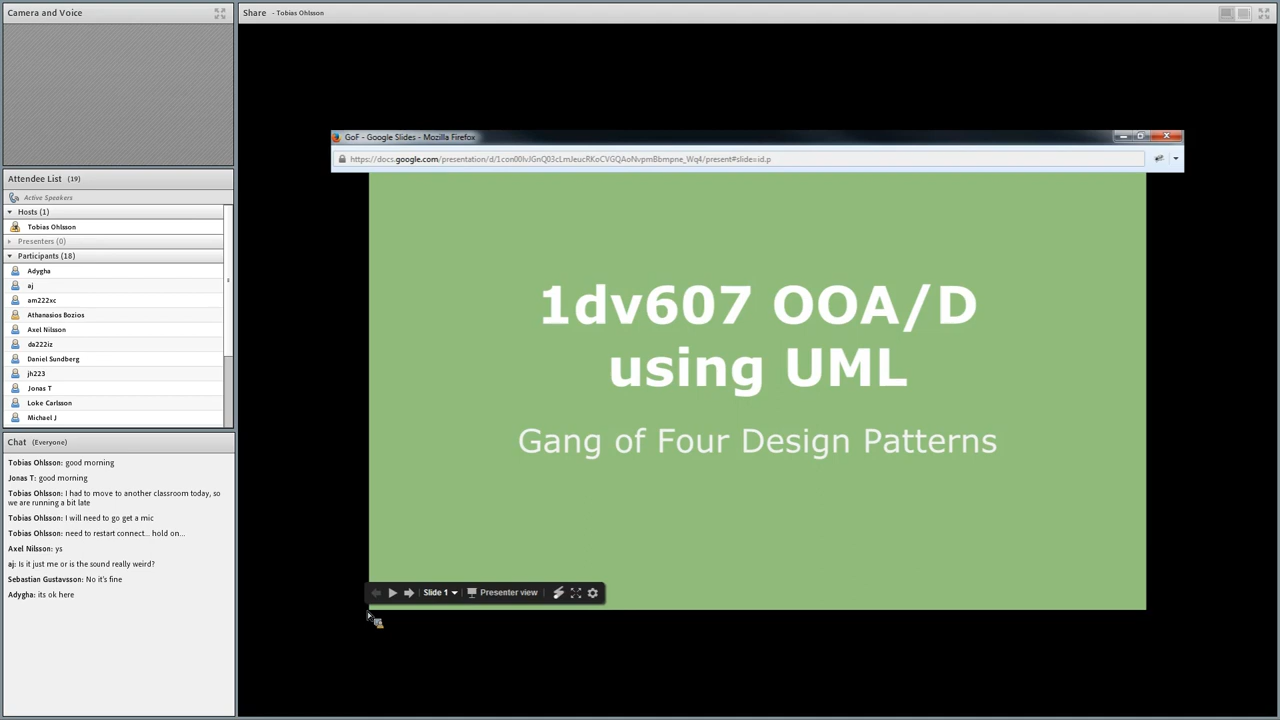 Camera and Voice
Share - Tobias Ohlsson
Attendee List (19)
Active Speakers
Hosts (1)
Tobias Ohlsson
Presenters (0)
Participants (18)
Adygha
aj
am222xc
Athanasios Bozios
Axel Nilsson
da222iz
Daniel Sundberg
jh223
Jonas T
Loke Carlsson
Michael J
Chat (Everyone)
Tobias Ohlsson: good morning
Jonas T: good morning
Tobias Ohlsson: I had to move to another classroom today, so
we are running a bit late
Tobias Ohlsson: I will need to go get a mic
Tobias Ohlsson: need to restart connect... hold on...
Axel Nilsson: ys
aj: Is it just me or is the sound really weird?
Sebastian Gustavsson: No it's fine
Adygha: its ok here
GoF - Google Slides - Mozilla Firefox
1dv607 OOA/D
using UML
Gang of Four Design Patterns
Slide 1
Presenter view